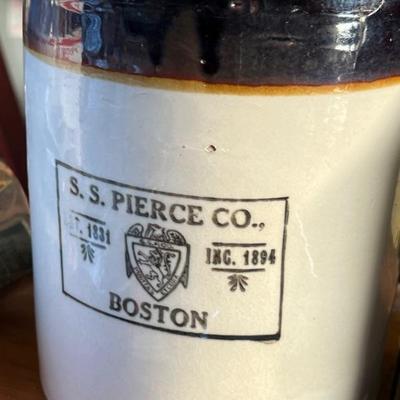 S. S. PIERCE CO.,
EST. 1831
INC. 1894
BOSTON